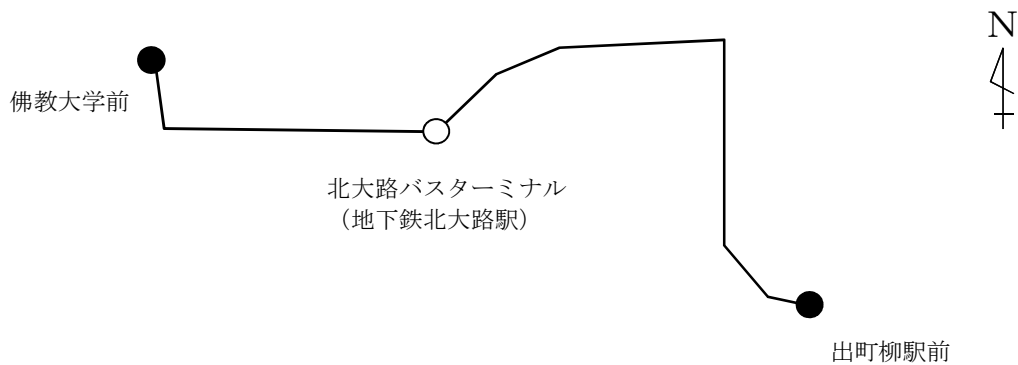 N
佛教大学前
北大路バスターミナル
（地下鉄北大路駅）
出町柳駅前